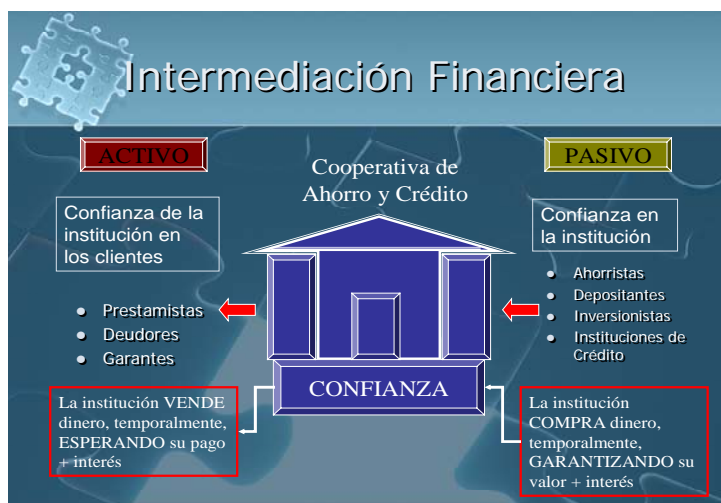 Intermediación Financiera
ACTIVO
Confianza de la
institución en
los clientes
Prestamistas
Deudores
Garantes
La institución VENDE
dinero, temporalmente,
ESPERANDO su pago
+ interés
Cooperativa de
Ahorro y Crédito
CONFIANZA
PASIVO
Confianza en
la institución
Ahorristas
Depositantes
Inversionistas
Instituciones de
Crédito
La institución
COMPRA dinero,
temporalmente,
GARANTIZANDO su
valor + interés